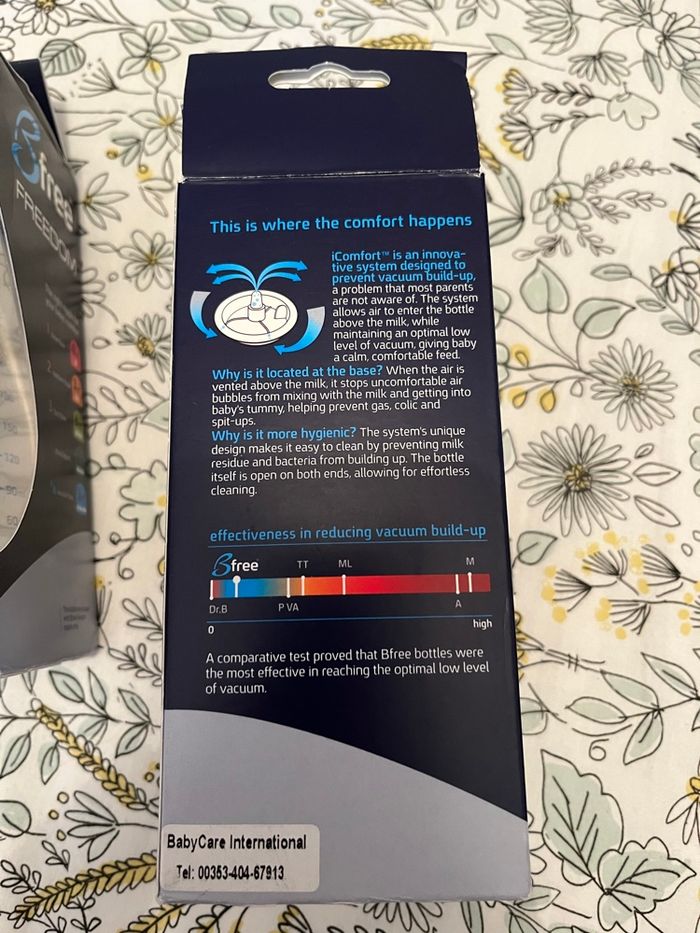 Bfree
FREEDOM
150
120
90
60
This is where the comfort happens
iComfort™ is an innova-
tive system designed to
prevent vacuum build-up,
a problem that most parents
are not aware of. The system
allows air to enter the bottle
above the milk, while
maintaining an optimal low
level of vacuum, giving baby
a calm, comfortable feed.
Why is it located at the base? When the air is
vented above the milk, it stops uncomfortable air
bubbles from mixing with the milk and getting into
baby's tummy, helping prevent gas, colic and
spit-ups.
Why is it more hygienic? The system's unique
design makes it easy to clean by preventing milk
residue and bacteria from building up. The bottle
itself is open on both ends, allowing for effortless
cleaning.
effectiveness in reducing vacuum build-up
Bfree TT ML M
Dr.B P VA A
0 high
A comparative test proved that Bfree bottles were
the most effective in reaching the optimal low level
of vacuum.
BabyCare International
Tel: 00353-404-67913